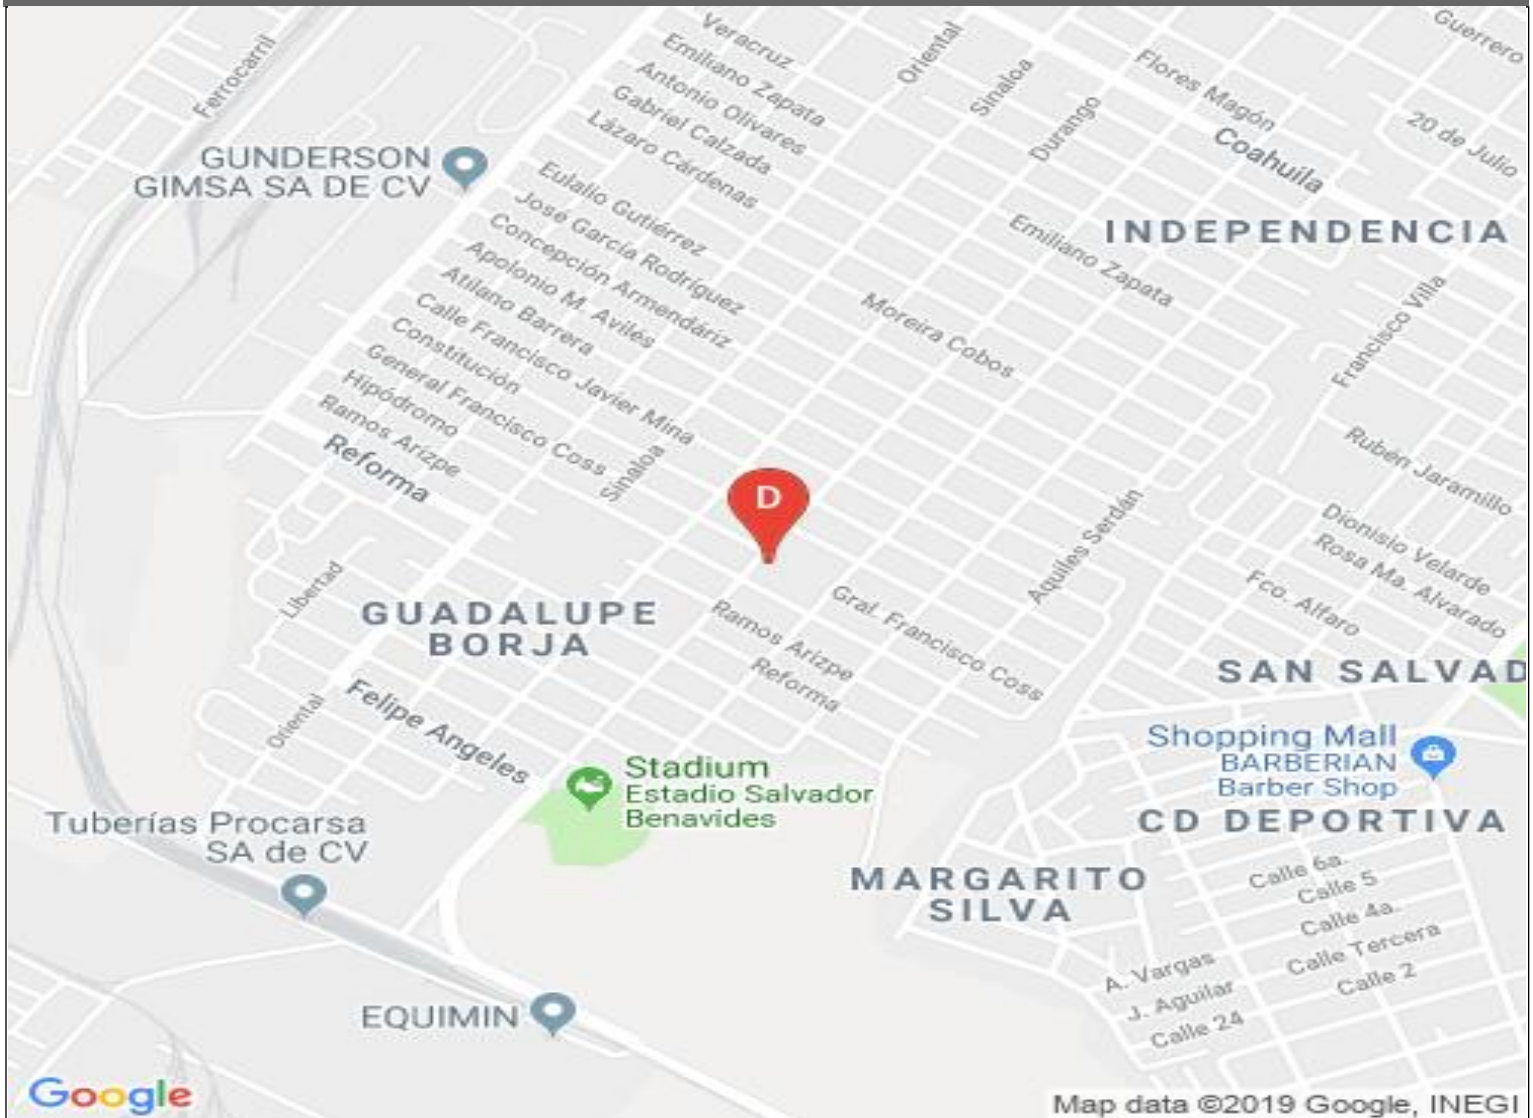 Veracruz
Oriental
Guerrero
Emiliano Zapata
Sinaloa
Flores Magón
Ferrocarril
Antonio Olivares
Durango
20 de Julio
Gabriel Calzada
Coahuila
Lázaro Cárdenas
GUNDERSON
GIMSA SA DE CV
Eulalio Gutiérrez
José García Rodríguez
INDEPENDENCIA
Concepción Armendáriz
Emiliano Zapata
Apolonio M. Avilés
Atilano Barrera
Moreira Cobos
Francisco Villa
Calle Francisco Javier Mina
Constitución
General Francisco Coss
Hipódromo
Ramos Arizpe
Reforma
Sinaloa
Rubén Jaramillo
D
Aquiles Serdán
Dionisio Velarde
Rosa Ma. Alvarado
Libertad
Fco. Alfaro
GUADALUPE
BORJA
Ramos Arizpe
Gral. Francisco Coss
Reforma
SAN SALVAD
Oriental
Felipe Angeles
Shopping Mall
BARBERIAN
Barber Shop
Stadium
Estadio Salvador
Benavides
Tuberías Procarsa
SA de CV
CD DEPORTIVA
MARGARITO
SILVA
Calle 6a.
Calle 5
Calle 4a.
Calle Tercera
Calle 2
A. Vargas
J. Aguilar
Calle 24
EQUIMIN
Google
Map data ©2019 Google, INEGI